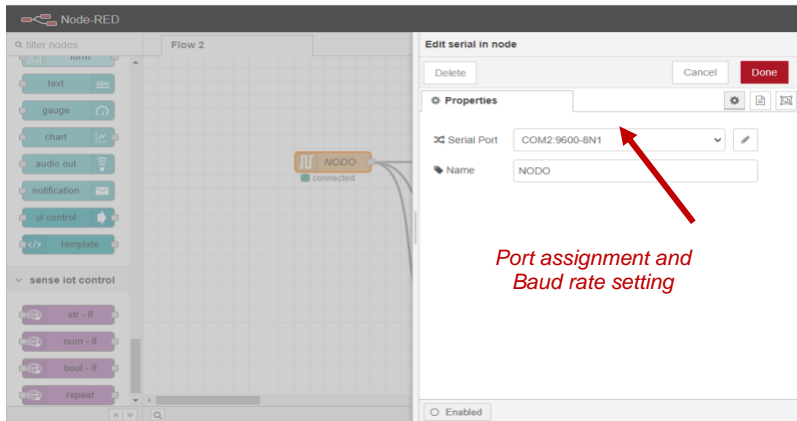 Node-RED
filter nodes
Flow 2
Edit serial in node
Delete
Cancel
Done
Properties
form
text
abc
gauge
chart
audio out
notification
ui control
</> template
sense iot control
str - if
num - if
bool - if
repeat
NODO
connected
Serial Port
COM2:9600-8N1
Name
NODO
Port assignment and
Baud rate setting
Enabled